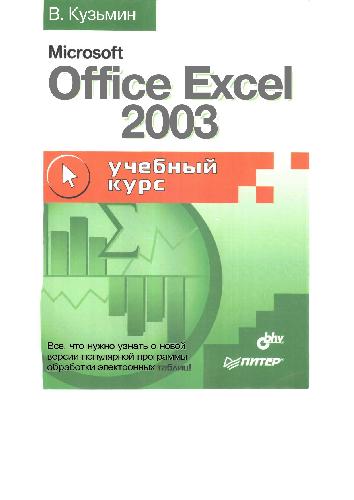 В. Кузьмин
Microsoft
Office Excel
2003
учебный
курс
Все, что нужно узнать о новой
версии популярной программы
обработки электронных таблиц!
bhv
ПИТЕР